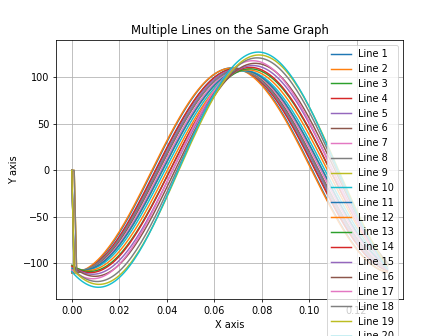 Multiple Lines on the Same Graph
Y axis
100
50
0
−50
−100
0.00
0.02
0.04
0.06
0.08
0.10
X axis
Line 1
Line 2
Line 3
Line 4
Line 5
Line 6
Line 7
Line 8
Line 9
Line 10
Line 11
Line 12
Line 13
Line 14
Line 15
Line 16
Line 17
Line 18
Line 19
Line 20